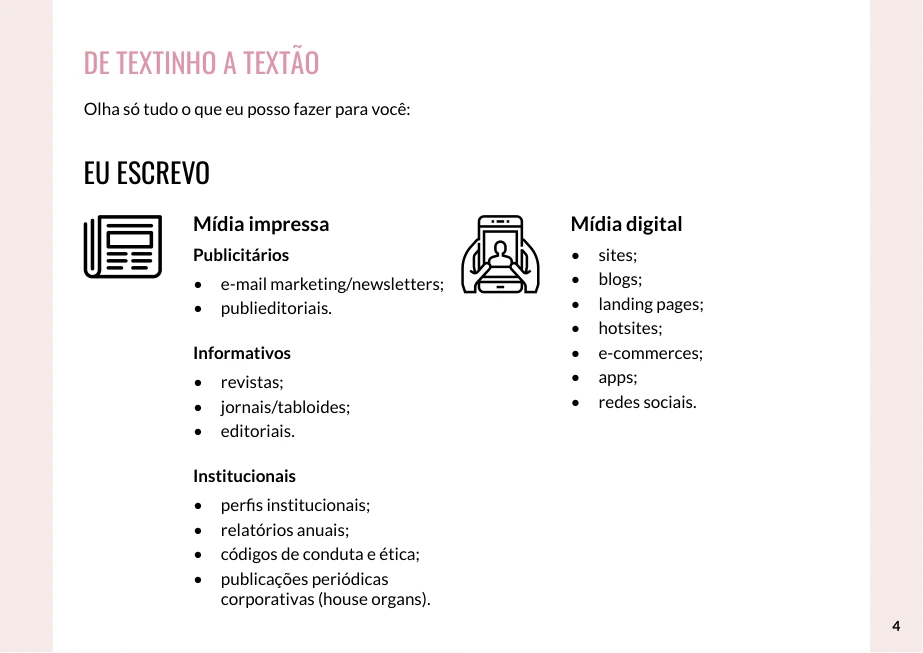 DE TEXTINHO A TEXTÃO
Olha só tudo o que eu posso fazer para você:
EU ESCREVO
Mídia impressa
Publicitários
• e-mail marketing/newsletters;
• publieditoriais.
Informativos
• revistas;
• jornais/tabloides;
• editoriais.
Institucionais
• perfis institucionais;
• relatórios anuais;
• códigos de conduta e ética;
• publicações periódicas
corporativas (house organs).
Mídia digital
• sites;
• blogs;
• landing pages;
• hotsites;
• e-commerces;
• apps;
• redes sociais.
4